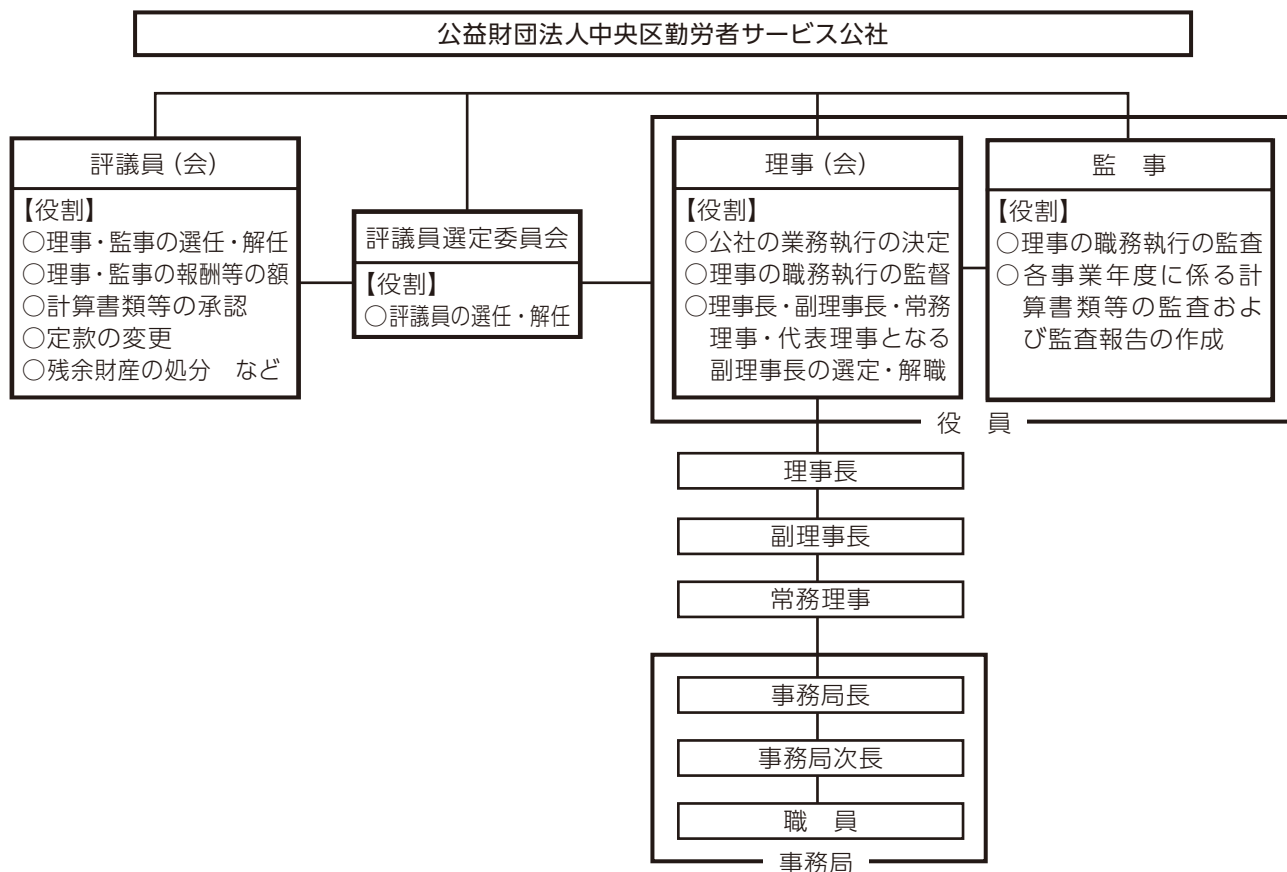 公益財団法人中央区勤労者サービス公社
評議員(会)
【役割】
○理事・監事の選任・解任
○理事・監事の報酬等の額
○計算書類等の承認
○定款の変更
○残余財産の処分 など
評議員選定委員会
【役割】
○評議員の選任・解任
理事(会)
【役割】
○公社の業務執行の決定
○理事の職務執行の監督
○理事長・副理事長・常務
理事・代表理事となる
副理事長の選定・解職
監 事
【役割】
○理事の職務執行の監査
○各事業年度に係る計
算書類等の監査およ
び監査報告の作成
役 員
理事長
副理事長
常務理事
事務局長
事務局次長
職 員
事務局